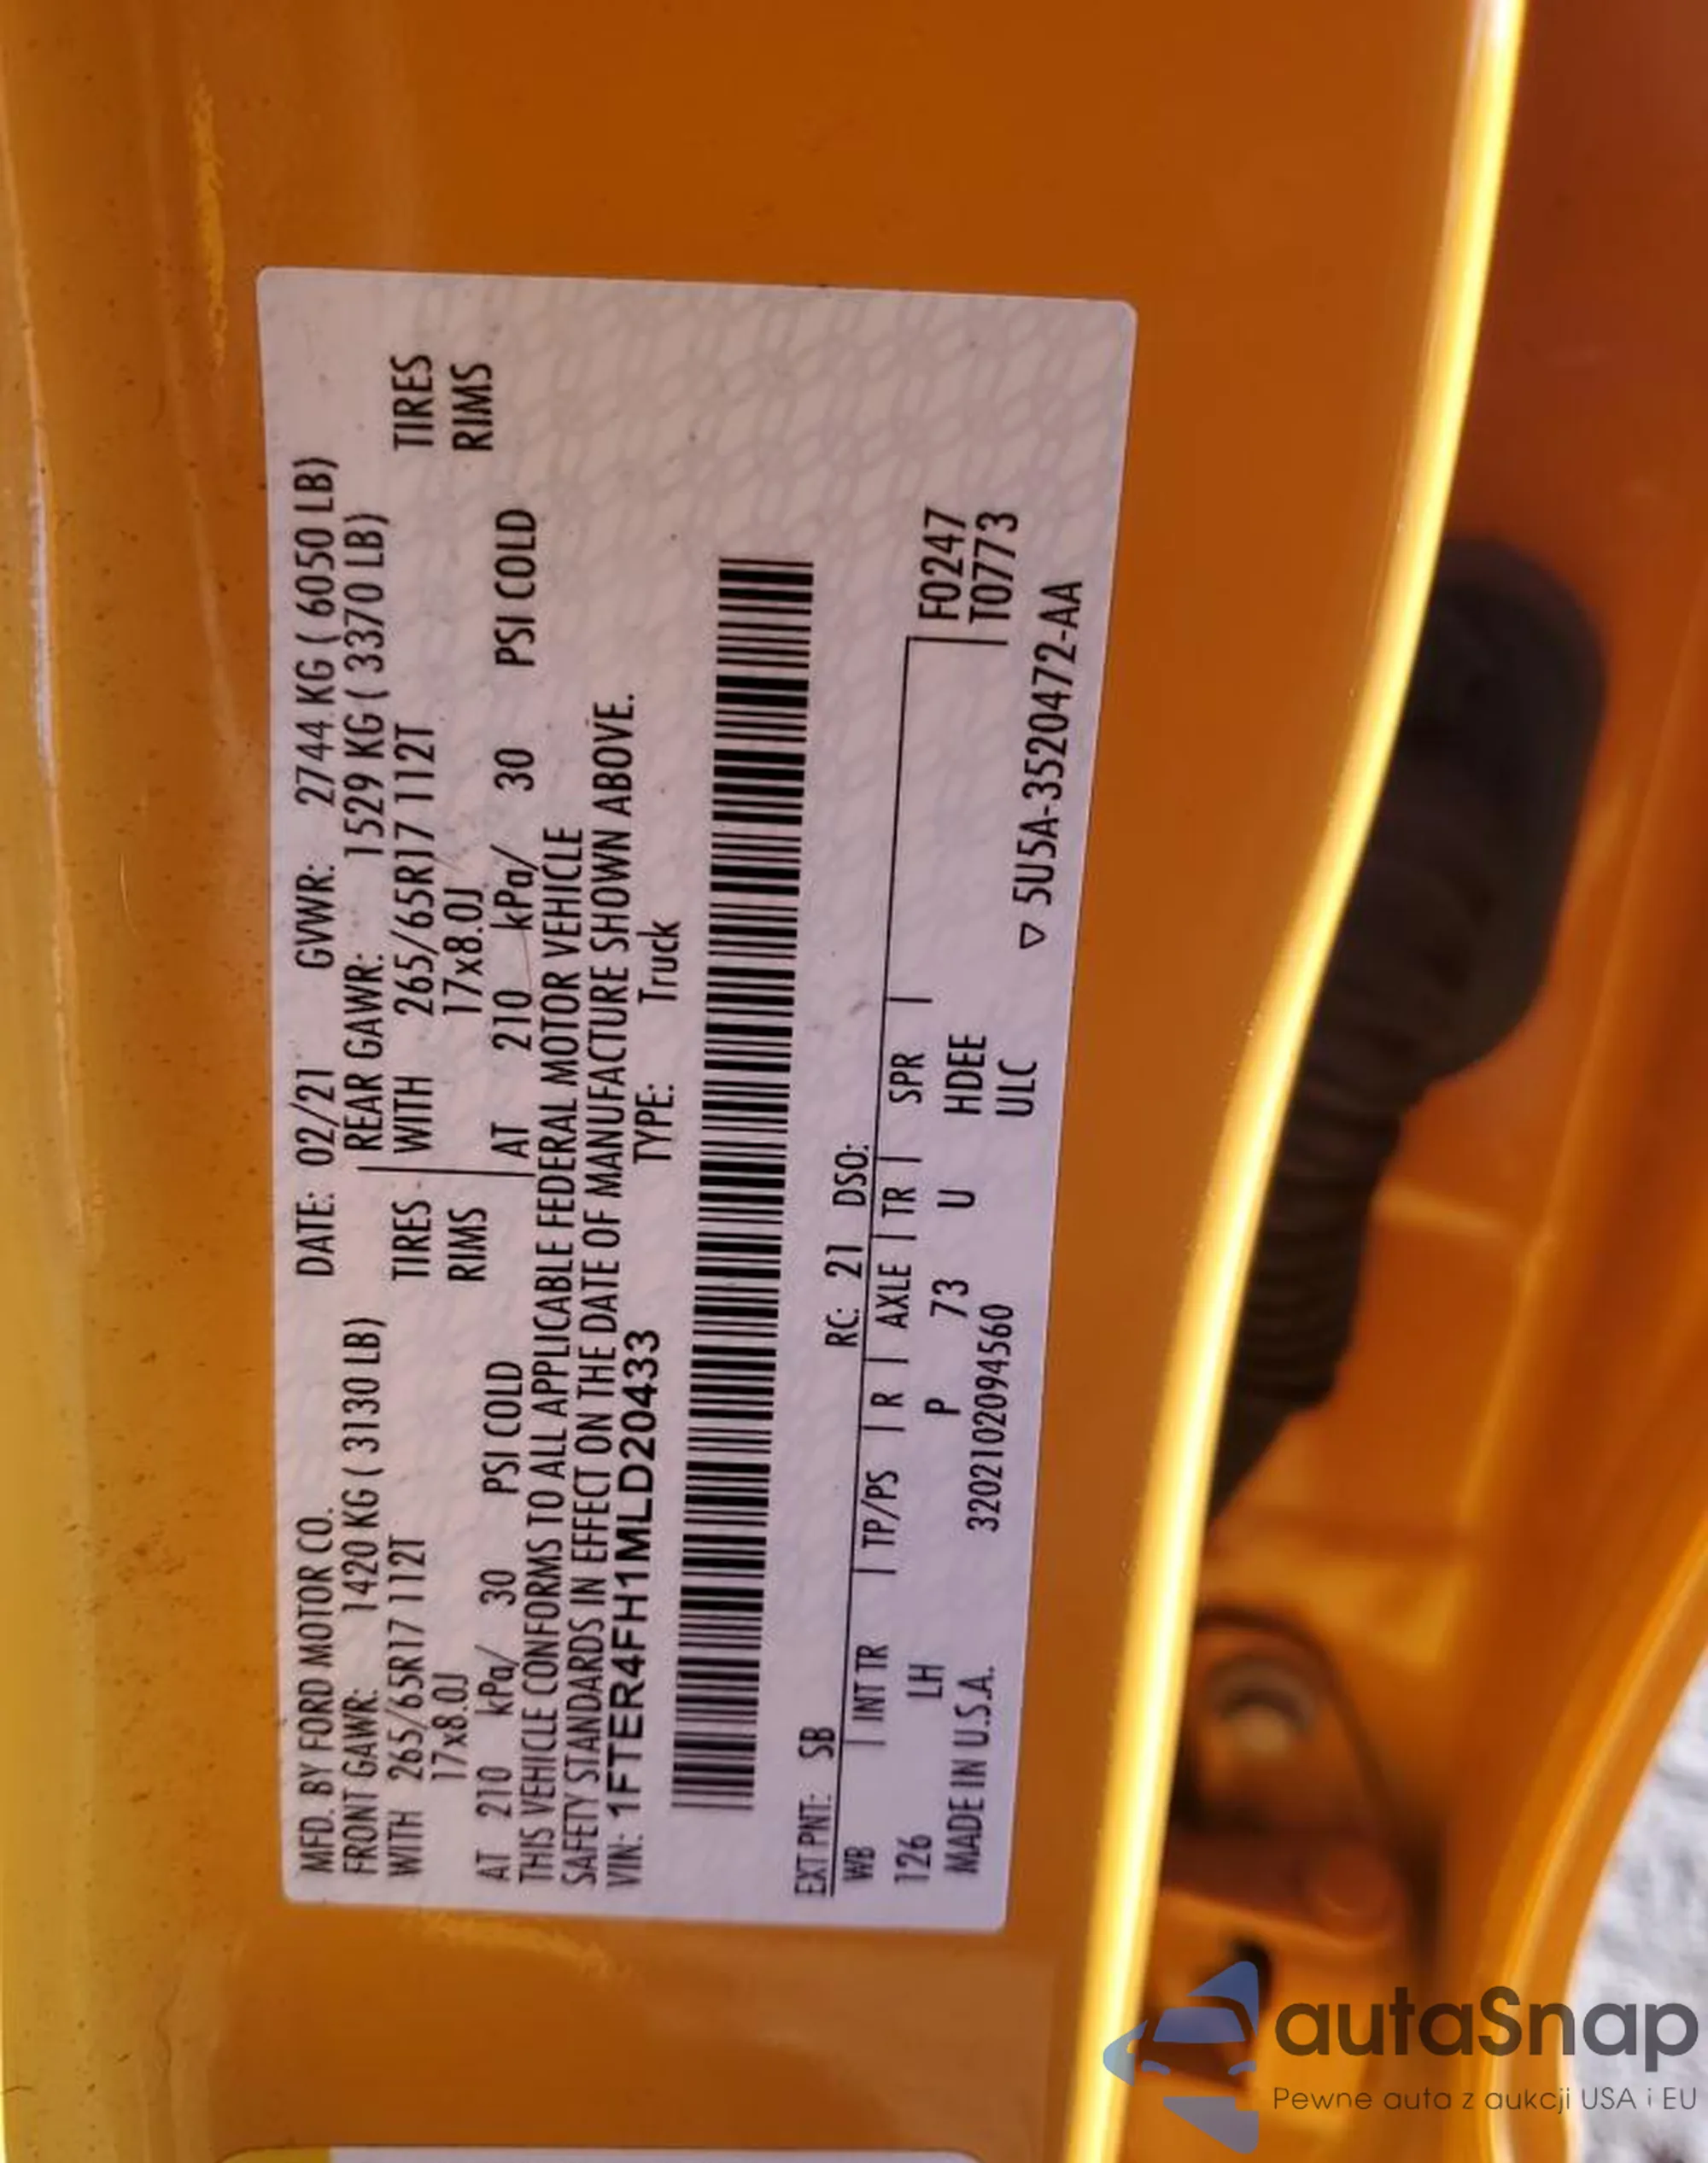 MFD. BY FORD MOTOR CO. DATE: 02/21 GVWR: 2744 KG ( 6050 LB)
FRONT GAWR: 1420 KG ( 3130 LB) REAR GAWR: 1529 KG ( 3370 LB)
WITH 265/65R17 112T TIRES WITH 265/65R17 112T TIRES
17x8.0J RIMS 17x8.0J RIMS
AT 210 kPa/ 30 PSI COLD AT 210 kPa/ 30 PSI COLD
THIS VEHICLE CONFORMS TO ALL APPLICABLE FEDERAL MOTOR VEHICLE
SAFETY STANDARDS IN EFFECT ON THE DATE OF MANUFACTURE SHOWN ABOVE.
VIN: 1FTER4FH1MLD20433 TYPE: Truck
EXT PNT: SB RC: 21 DSO:
WB | INT TR | TP/PS | R | AXLE | TR | SPR | F0247
126 LH P 73 U HDEE T0773
MADE IN U.S.A. 320210209456​0 ULC ▽ 5U5A-3520472-AA
autaSnap
Pewne auta z aukcji USA i EU